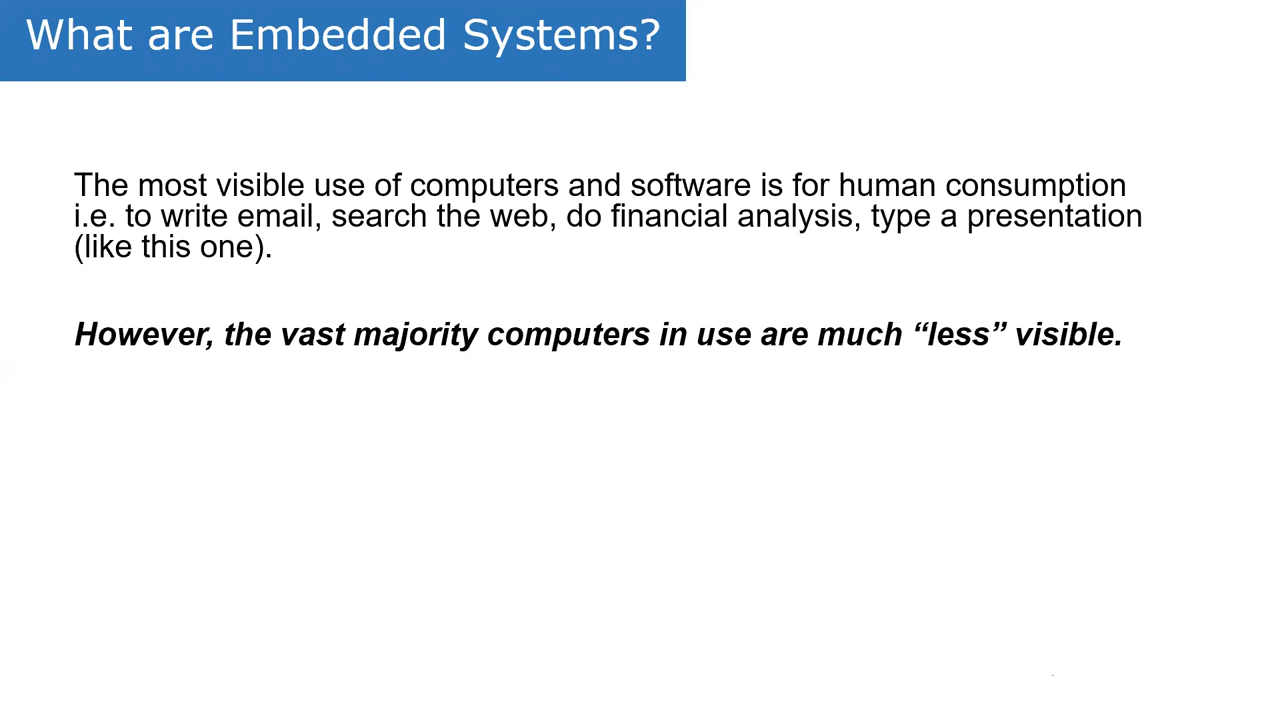 What are Embedded Systems?
The most visible use of computers and software is for human consumption
i.e. to write email, search the web, do financial analysis, type a presentation
(like this one).
However, the vast majority computers in use are much “less” visible.